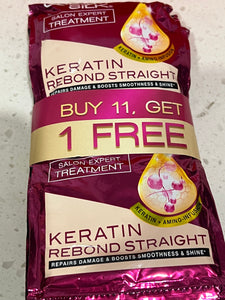 SALON EXPERT
TREATMENT
KERATIN + AMINO-INFUSION
KERATIN
REBOND STRAIGHT
REPAIRS DAMAGE & BOOSTS SMOOTHNESS & SHINE*
BUY 11, GET
1 FREE
SALON EXPERT
TREATMENT
KERATIN + AMINO-INFUSION
KERATIN
REBOND STRAIGHT
REPAIRS DAMAGE & BOOSTS SMOOTHNESS & SHINE*